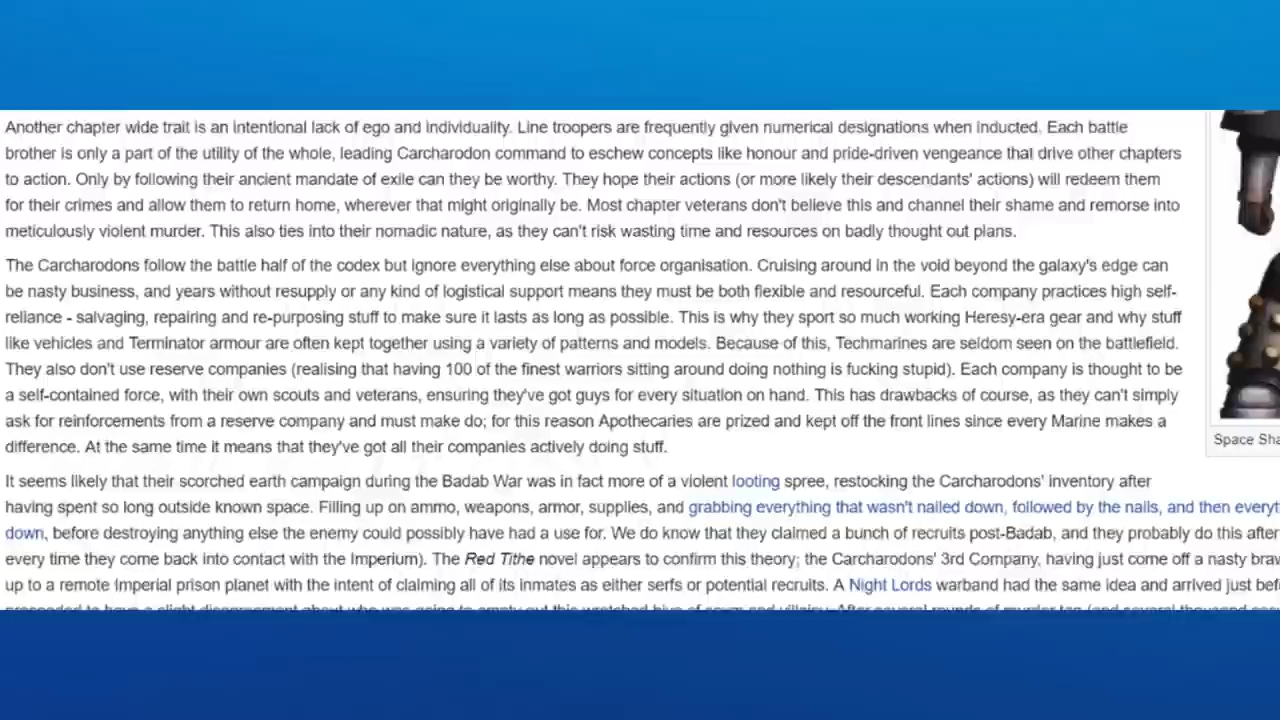 Another chapter wide trait is an intentional lack of ego and individuality. Line troopers are frequently given numerical designations when inducted. Each battle
brother is only a part of the utility of the whole, leading Carcharodon command to eschew concepts like honour and pride-driven vengeance that drive other chapters
to action. Only by following their ancient mandate of exile can they be worthy. They hope their actions (or more likely their descendants' actions) will redeem them
for their crimes and allow them to return home, wherever that might originally be. Most chapter veterans don't believe this and channel their shame and remorse into
meticulously violent murder. This also ties into their nomadic nature, as they can't risk wasting time and resources on badly thought out plans.
The Carcharodons follow the battle half of the codex but ignore everything else about force organisation. Cruising around in the void beyond the galaxy's edge can
be nasty business, and years without resupply or any kind of logistical support means they must be both flexible and resourceful. Each company practices high self-
reliance - salvaging, repairing and re-purposing stuff to make sure it lasts as long as possible. This is why they sport so much working Heresy-era gear and why stuff
like vehicles and Terminator armour are often kept together using a variety of patterns and models. Because of this, Techmarines are seldom seen on the battlefield.
They also don't use reserve companies (realising that having 100 of the finest warriors sitting around doing nothing is fucking stupid). Each company is thought to be
a self-contained force, with their own scouts and veterans, ensuring they've got guys for every situation on hand. This has drawbacks of course, as they can't simply
ask for reinforcements from a reserve company and must make do; for this reason Apothecaries are prized and kept off the front lines since every Marine makes a
difference. At the same time it means that they've got all their companies actively doing stuff.
Space Sha
It seems likely that their scorched earth campaign during the Badab War was in fact more of a violent looting spree, restocking the Carcharodons' inventory after
having spent so long outside known space. Filling up on ammo, weapons, armor, supplies, and grabbing everything that wasn't nailed down, followed by the nails, and then everyt
down, before destroying anything else the enemy could possibly have had a use for. We do know that they claimed a bunch of recruits post-Badab, and they probably do this after
every time they come back into contact with the Imperium). The Red Tithe novel appears to confirm this theory; the Carcharodons' 3rd Company, having just come off a nasty braw
up to a remote Imperial prison planet with the intent of claiming all of its inmates as either serfs or potential recruits. A Night Lords warband had the same idea and arrived just bef